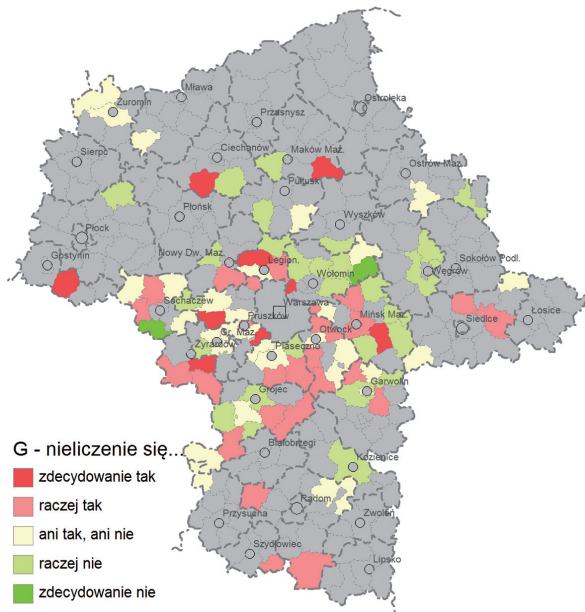 Mława
Ostrołęka
Żuromin
Przasnysz
Ciechanów
Maków Maz.
Sierpc
Ostrów Maz.
Pułtusk
Płońsk
Wyszków
Płock
Nowy Dw. Maz.
Legion.
Sokołów Podl.
Gostynin
Węgrów
Wołomin
Sochaczew
Warszawa
Łosice
Pruszków
Mińsk Maz.
Siedlce
Gr. Maz.
Otwock
Żyrardów
Piaseczno
Garwolin
Grójec
G - nieliczenie się...
Białobrzegi
zdecydowanie tak
Kozienice
raczej tak
Radom
ani tak, ani nie
Przysucha
Zwoleń
raczej nie
Szydłowiec
Lipsko
zdecydowanie nie